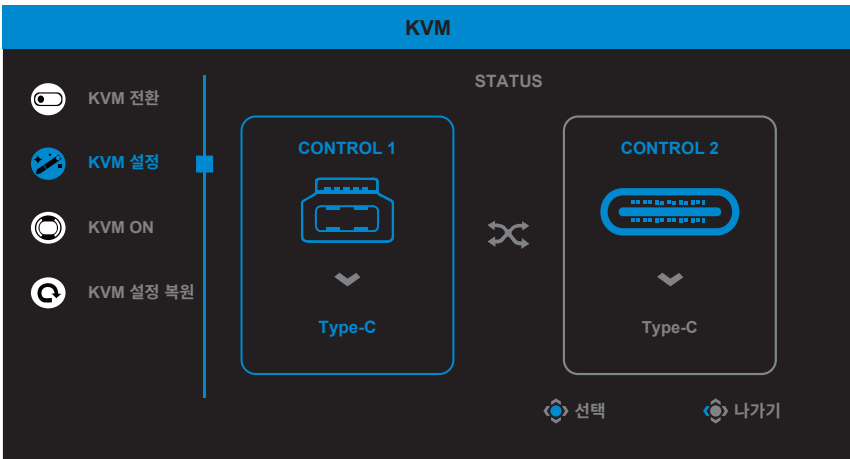 KVM
STATUS
KVM 전환
KVM 설정
KVM ON
KVM 설정 복원
CONTROL 1
Type-C
CONTROL 2
Type-C
선택
나가기